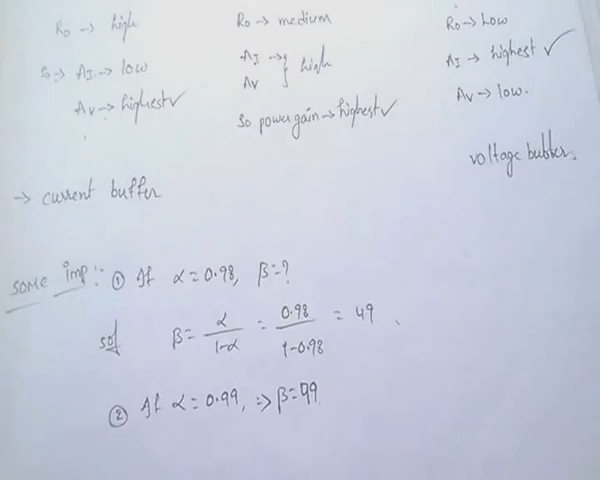 Ro → high
so → AI → low
AV → highest ✓
→ current buffer
Ro → medium
AI →
AV } high
so power gain → highest ✓
Ro → Low
AI → highest ✓
AV → low.
voltage buffer.
some imp:- ① If α = 0.98, β = ?
sol β = α/1-α = 0.98/1-0.98 = 49
② If α = 0.99, => β = 99